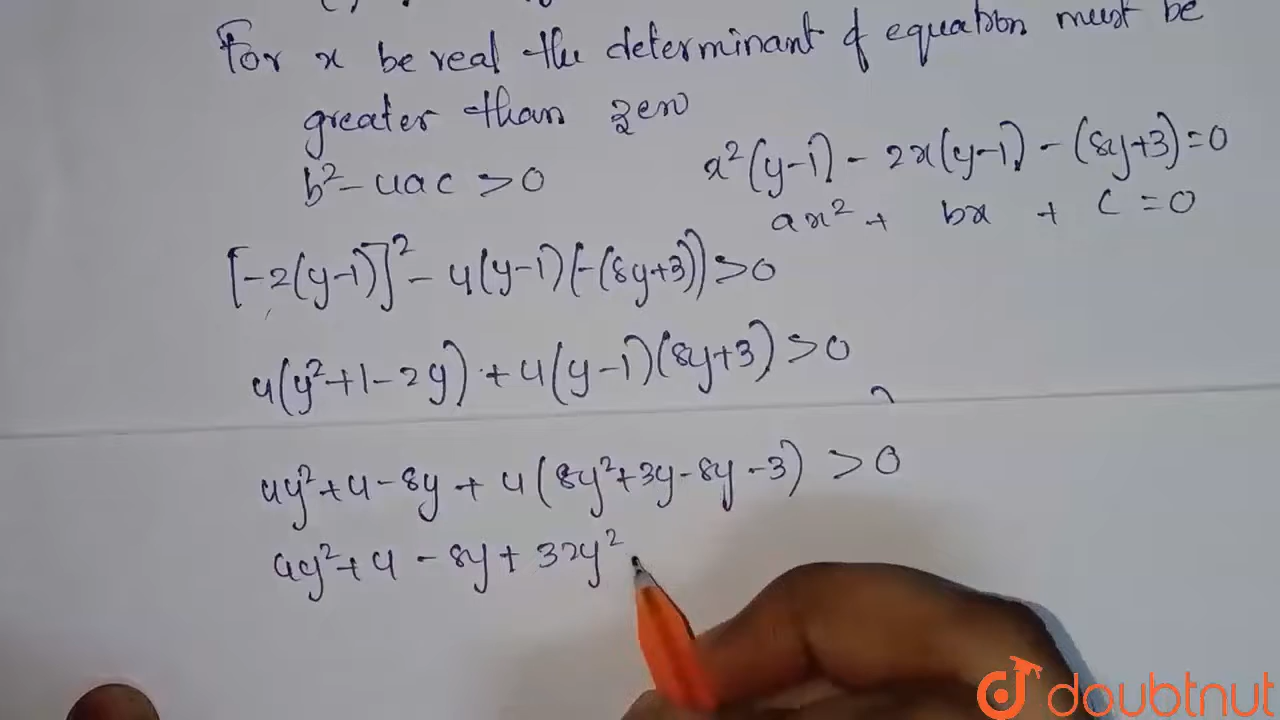 For x be real the determinant of equation must be
greater than zero
b²-4ac >0
x²(y-1) - 2x(y-1) - (8y+3)=0
ax² + bx + c =0
[-2(y-1)]² - 4(y-1)(-(8y+3))>0
4(y²+1-2y) + 4(y-1)(8y+3)>0
4y²+4-8y + 4(8y²+3y-8y-3) >0
4y²+4 - 8y + 32y²
doubtnut